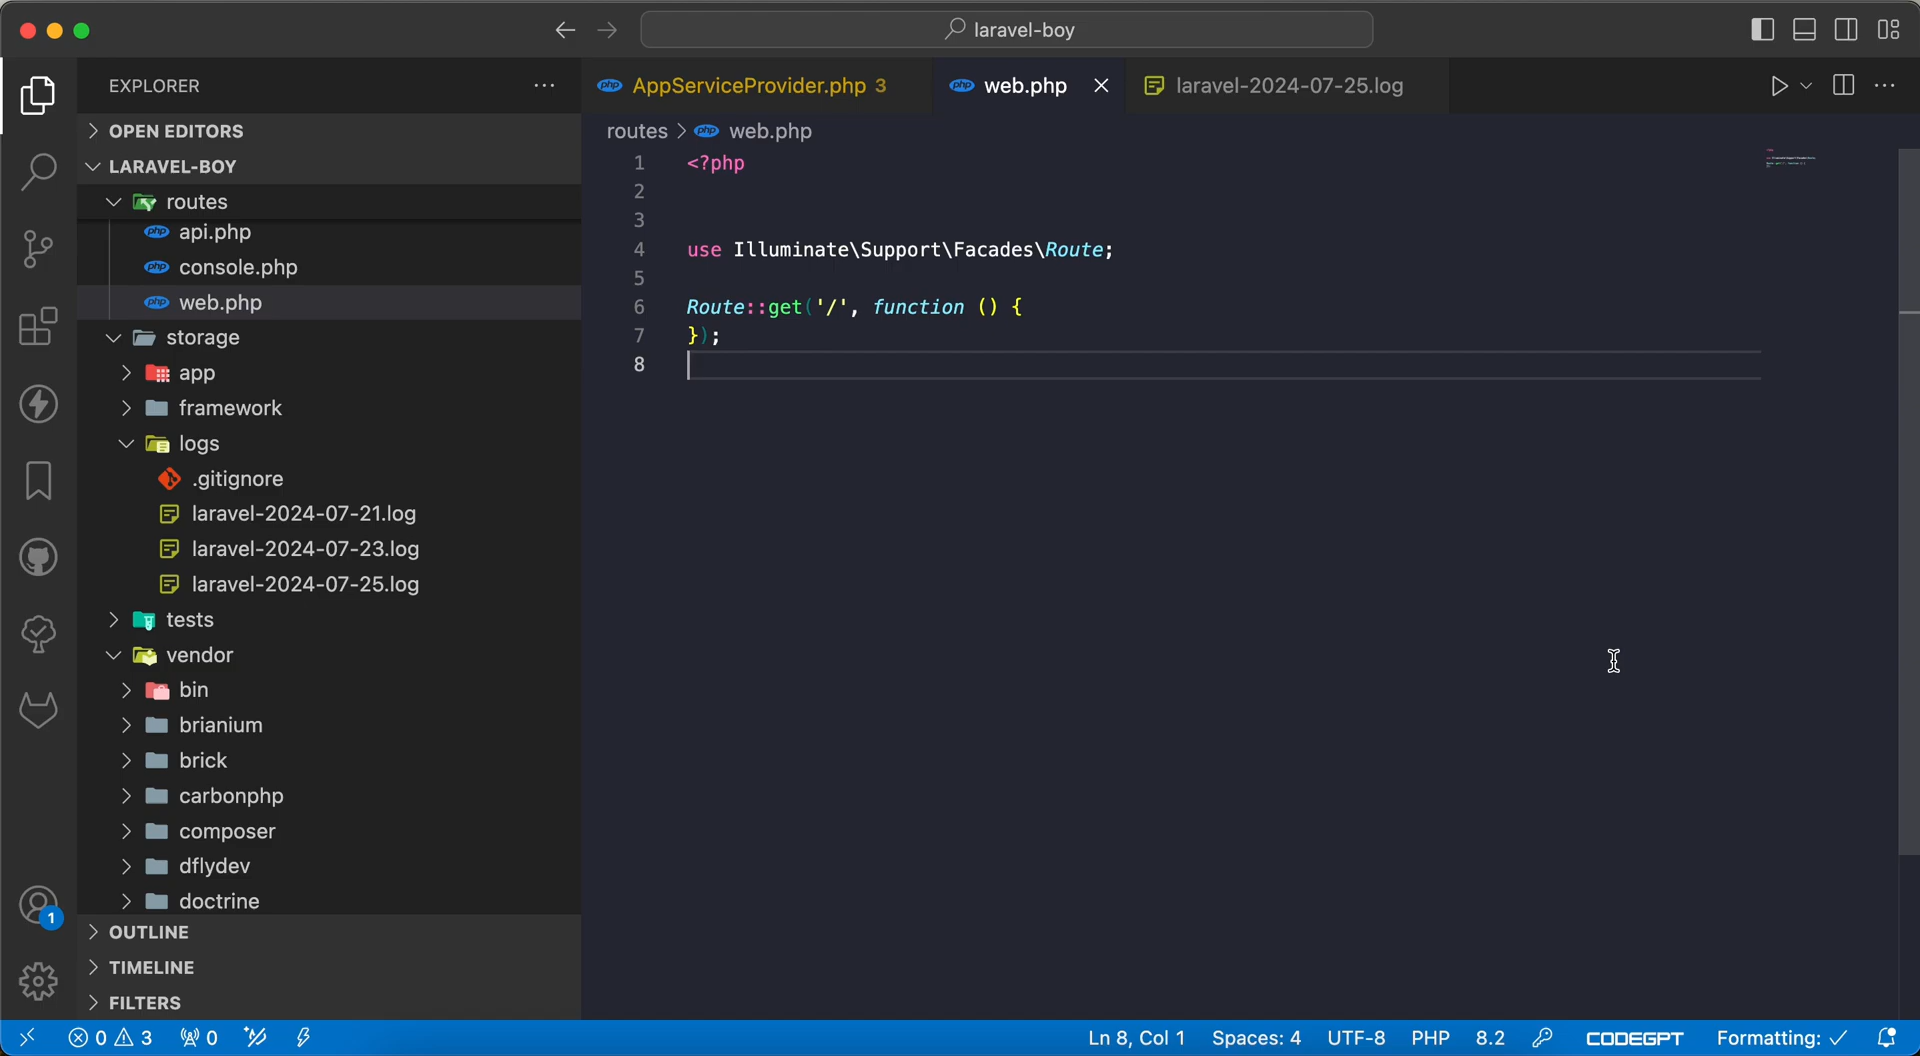 laravel-boy
EXPLORER
AppServiceProvider.php 3
web.php
laravel-2024-07-25.log
OPEN EDITORS
LARAVEL-BOY
routes
api.php
console.php
web.php
storage
app
framework
logs
.gitignore
laravel-2024-07-21.log
laravel-2024-07-23.log
laravel-2024-07-25.log
tests
vendor
bin
brianium
brick
carbonphp
composer
dflydev
doctrine
OUTLINE
TIMELINE
FILTERS
routes > web.php
1 <?php
2
3
4 use Illuminate\Support\Facades\Route;
5
6 Route::get('/', function () {
7 });
8
1
0 3 0
Ln 8, Col 1 Spaces: 4 UTF-8 PHP 8.2 CODEGPT Formatting: